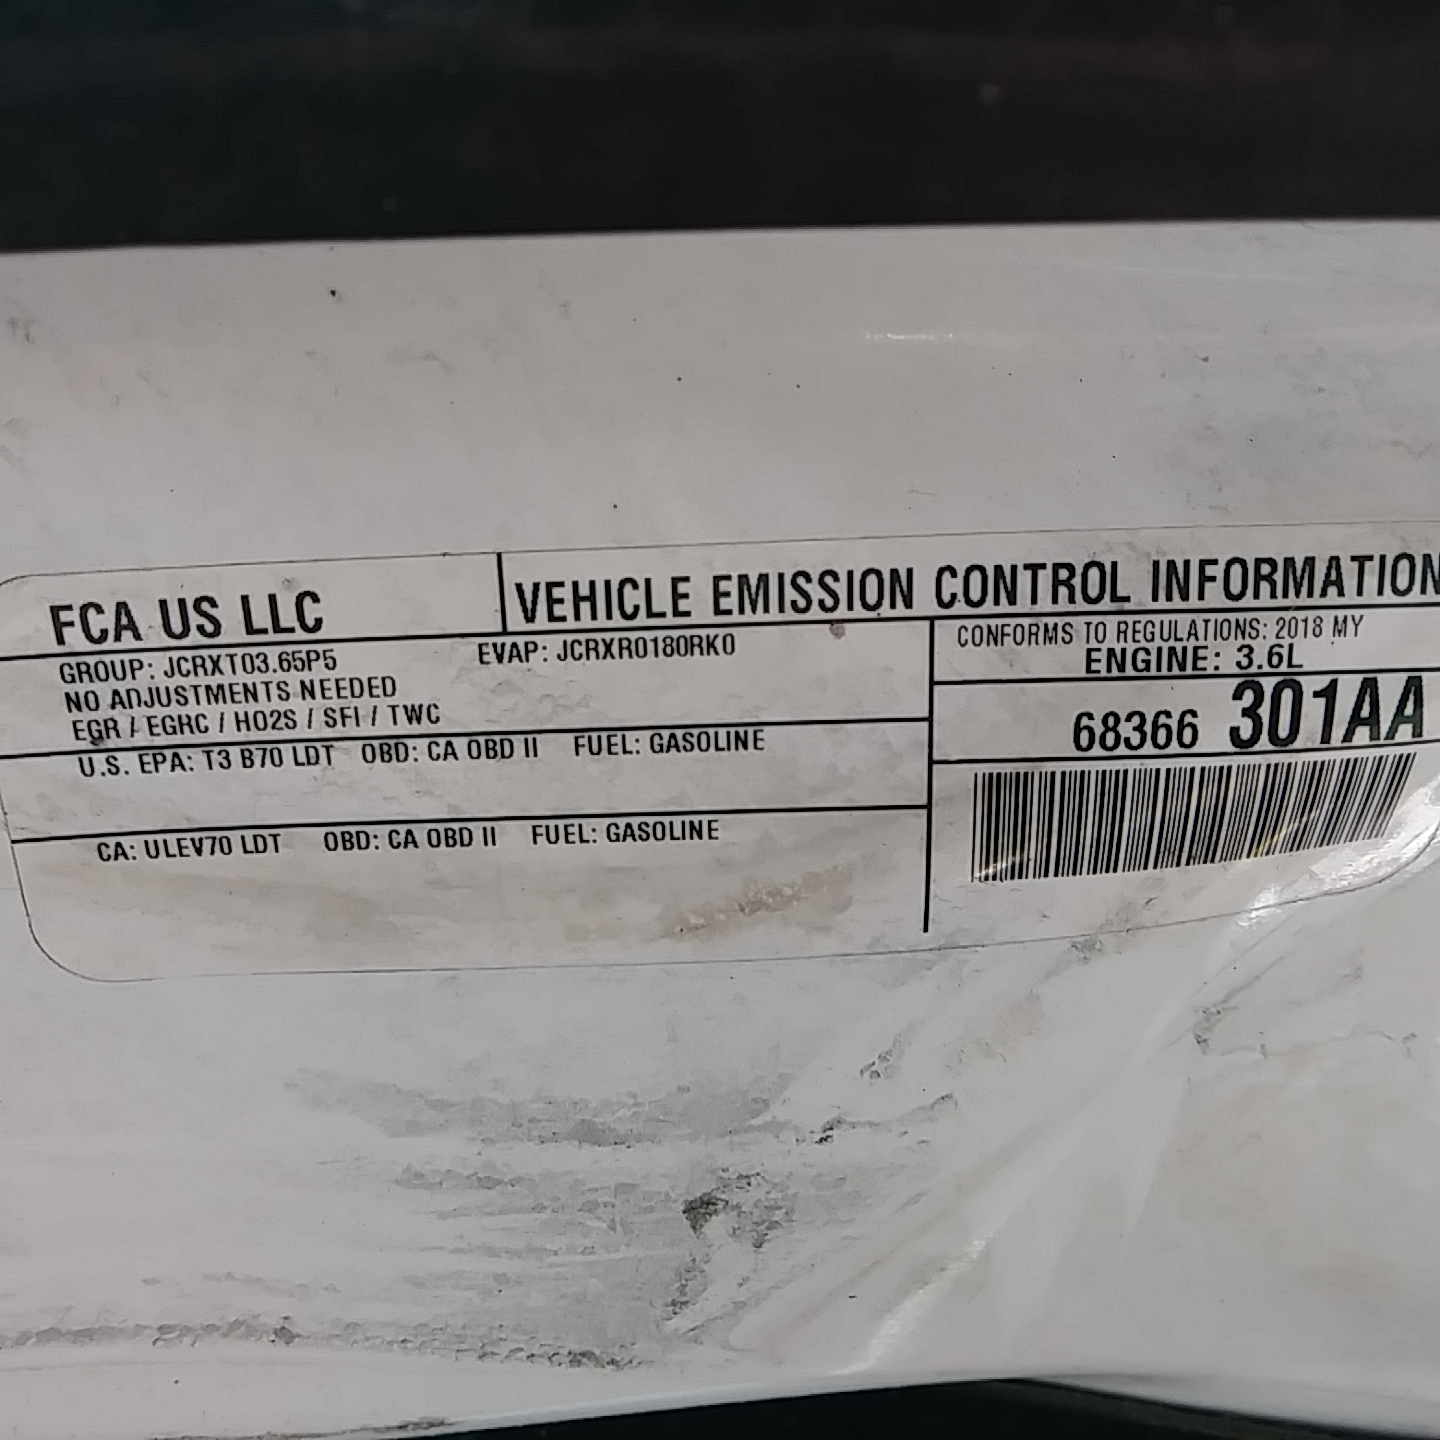 FCA US LLC
VEHICLE EMISSION CONTROL INFORMATION
GROUP: JCRXT03.65P5
EVAP: JCRXR0180RK0
NO ADJUSTMENTS NEEDED
EGR / EGRC / HO2S / SFI / TWC
CONFORMS TO REGULATIONS: 2018 MY
ENGINE: 3.6L
68366 301AA
U.S. EPA: T3 B70 LDT OBD: CA OBD II FUEL: GASOLINE
CA: ULEV70 LDT OBD: CA OBD II FUEL: GASOLINE